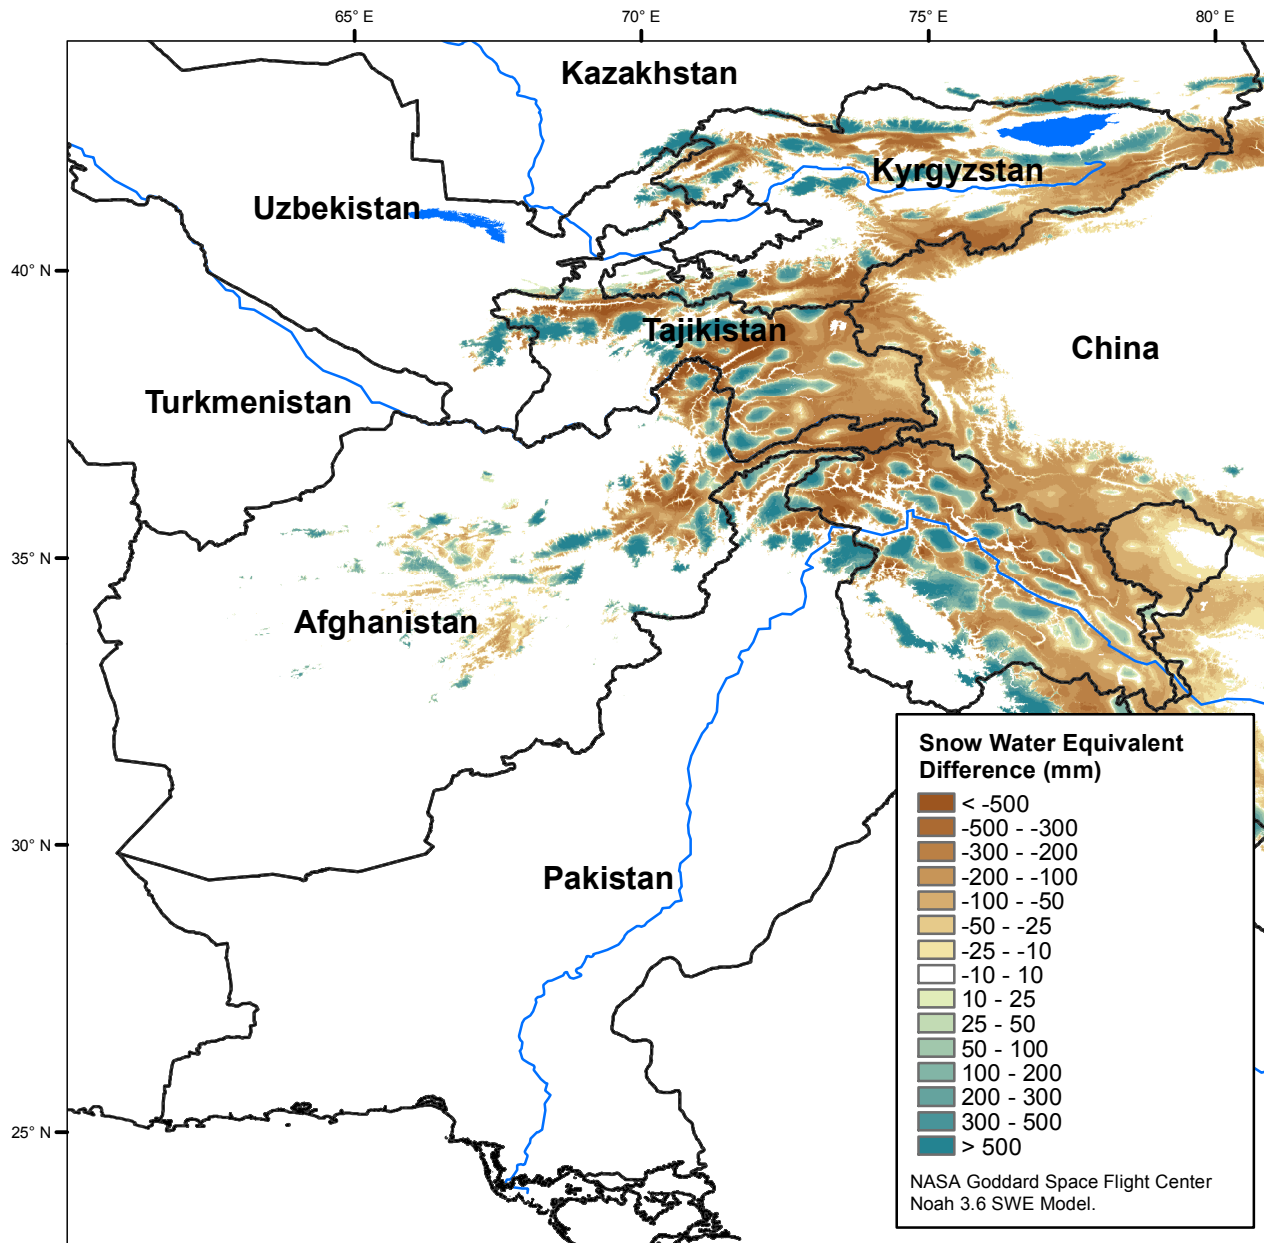 65° E
70° E
75° E
80° E
Kazakhstan
Kyrgyzstan
Uzbekistan
40° N
Tajikistan
China
Turkmenistan
35° N
Afghanistan
30° N
Pakistan
25° N
Snow Water Equivalent
Difference (mm)
< -500
-500 - -300
-300 - -200
-200 - -100
-100 - -50
-50 - -25
-25 - -10
-10 - 10
10 - 25
25 - 50
50 - 100
100 - 200
200 - 300
300 - 500
> 500
NASA Goddard Space Flight Center
Noah 3.6 SWE Model.